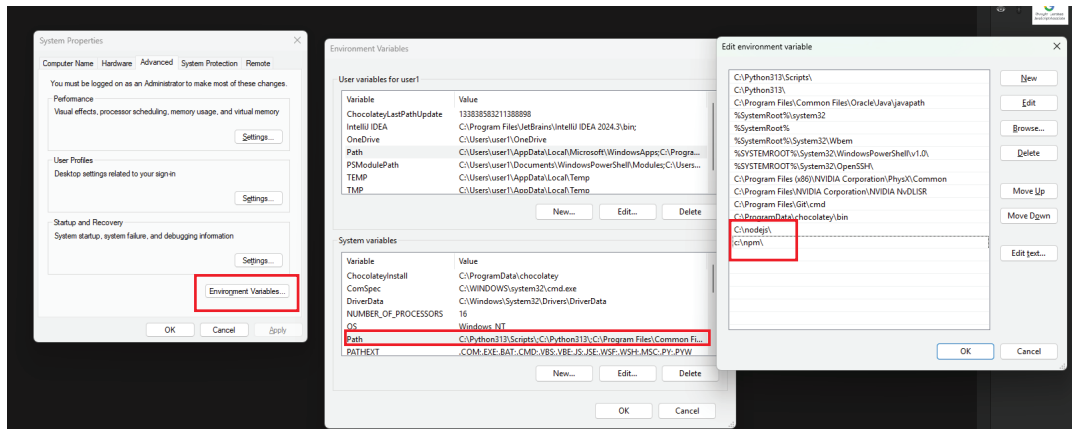 System Properties
Computer Name Hardware Advanced System Protection Remote
You must be logged on as an Administrator to make most of these changes.
Performance
Visual effects, processor scheduling, memory usage, and virtual memory
Settings...
User Profiles
Desktop settings related to your sign-in
Settings...
Startup and Recovery
System startup, system failure, and debugging information
Settings...
Environment Variables...
OK Cancel Apply
Environment Variables
User variables for user1
Variable Value
ChocolateyLastPathUpdate 133838583211388898
IntelliJ IDEA C:\Program Files\JetBrains\IntelliJ IDEA 2024.3\bin;
OneDrive C:\Users\user1\OneDrive
Path C:\Users\user1\AppData\Local\Microsoft\WindowsApps;C:\Progra...
PSModulePath C:\Users\user1\Documents\WindowsPowerShell\Modules;C:\Users...
TEMP C:\Users\user1\AppData\Local\Temp
TMP C:\Users\user1\AppData\Local\Temp
New... Edit... Delete
System variables
Variable Value
ChocolateyInstall C:\ProgramData\chocolatey
ComSpec C:\WINDOWS\system32\cmd.exe
DriverData C:\Windows\System32\Drivers\DriverData
NUMBER_OF_PROCESSORS 16
OS Windows_NT
Path C:\Python313\Scripts\;C:\Python313\;C:\Program Files\Common Fi...
PATHEXT .COM;.EXE;.BAT;.CMD;.VBS;.VBE;.JS;.JSE;.WSF;.WSH;.MSC;.PY;.PYW
New... Edit... Delete
OK Cancel
Edit environment variable
C:\Python313\Scripts\
C:\Python313\
C:\Program Files\Common Files\Oracle\Java\javapath
%SystemRoot%\system32
%SystemRoot%
%SystemRoot%\System32\Wbem
%SYSTEMROOT%\System32\WindowsPowerShell\v1.0\
%SYSTEMROOT%\System32\OpenSSH\
C:\Program Files (x86)\NVIDIA Corporation\PhysX\Common
C:\Program Files\NVIDIA Corporation\NVIDIA NvDLISR
C:\Program Files\Git\cmd
C:\ProgramData\chocolatey\bin
C:\nodejs\
c:\npm\
New
Edit
Browse...
Delete
Move Up
Move Down
Edit text...
OK Cancel